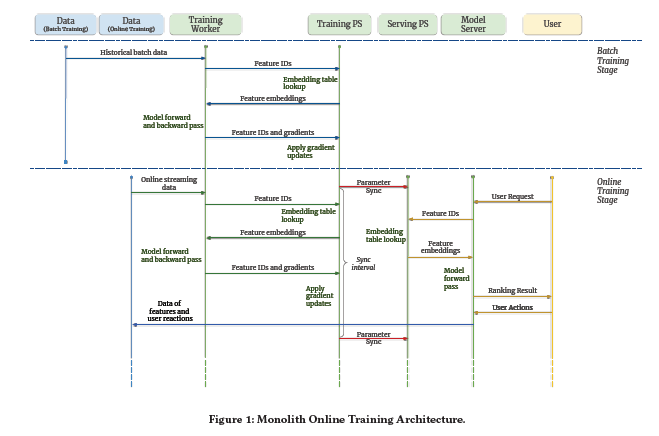 Data
(Batch Training)
Data
(Online Training)
Training
Worker
Training PS
Serving PS
Model
Server
User
Historical batch data
Batch
Training
Stage
Feature IDs
Embedding table
lookup
Feature embeddings
Model forward
and backward pass
Feature IDs and gradients
Apply gradient
updates
Online streaming
data
Parameter
Sync
Online
Training
Stage
User Request
Feature IDs
Embedding table
lookup
Feature IDs
Feature embeddings
Embedding
table lookup
Feature
embeddings
Model forward
and backward pass
Sync
interval
Feature IDs and gradients
Model
forward
pass
Apply
gradient
updates
Ranking Result
Data of
features and
user reactions
User Actions
Parameter
Sync
Figure 1: Monolith Online Training Architecture.